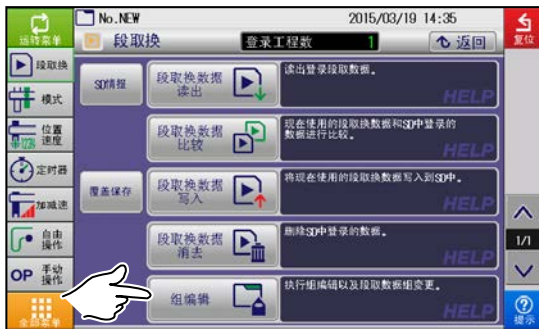 No.NEW
2015/03/19 14:35
运转菜单
段取换
登录工程数
1
返回
复位
段取换
SD情报
段取换数据
读出
读出登录段取数据。
HELP
模式
段取换数据
比较
现在使用的段取换数据和SD中登录的
数据进行比较。
HELP
位置
速度
定时器
覆盖保存
段取换数据
写入
将现在使用的段取换数据写入到SD中。
HELP
加减速
自由
操作
段取换数据
消去
删除SD中登录的数据。
HELP
1/1
OP
手动
操作
组编辑
执行组编辑以及段取数据组变更。
HELP
全部菜单
提示